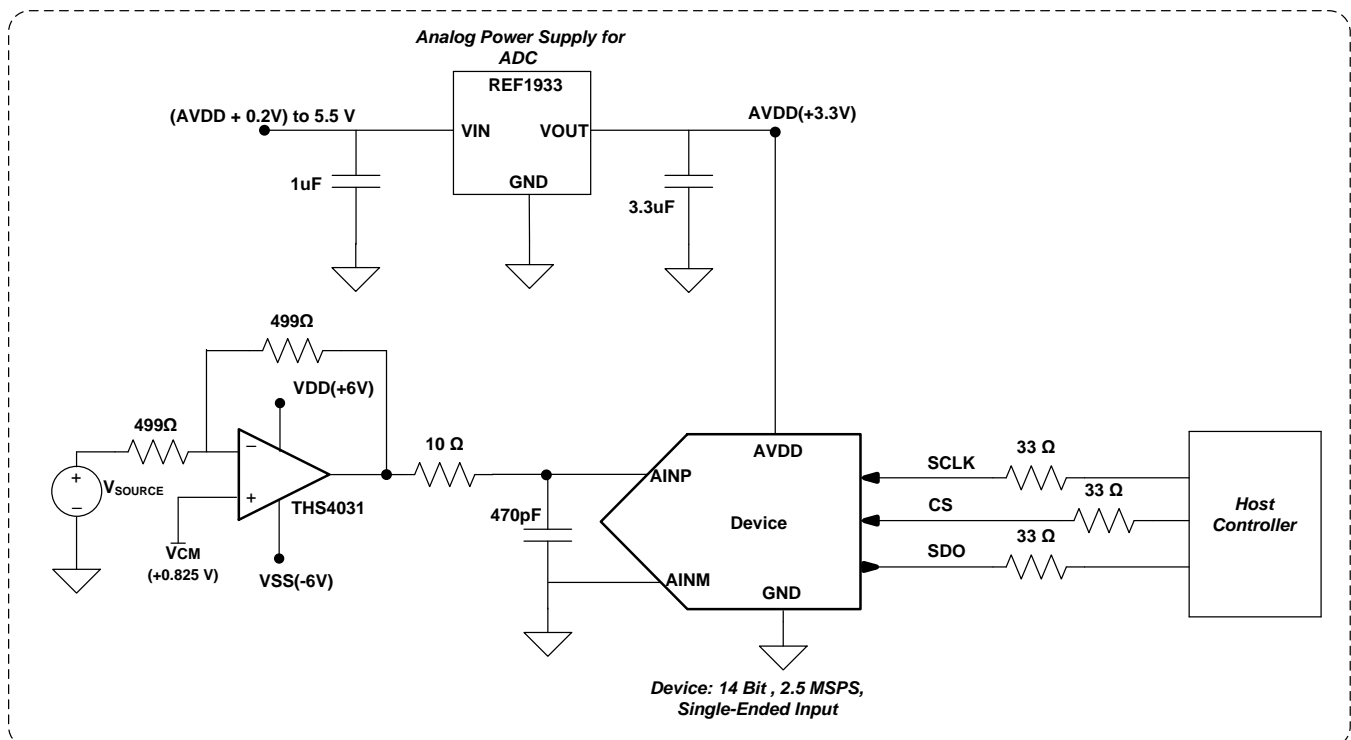 Analog Power Supply for
ADC
REF1933
(AVDD + 0.2V) to 5.5 V
VIN
VOUT
AVDD(+3.3V)
GND
1uF
3.3uF
499Ω
VDD(+6V)
499Ω
10 Ω
VSOURCE
THS4031
VCM
(+0.825 V)
VSS(-6V)
470pF
AINP
AVDD
Device
AINM
GND
SCLK
33 Ω
CS
33 Ω
SDO
33 Ω
Host
Controller
Device: 14 Bit , 2.5 MSPS,
Single-Ended Input